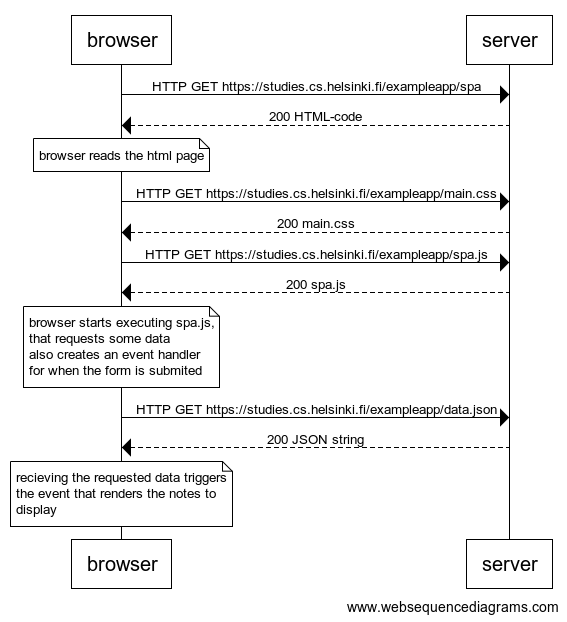 browser server
HTTP GET https://studies.cs.helsinki.fi/exampleapp/spa
200 HTML-code
browser reads the html page
HTTP GET https://studies.cs.helsinki.fi/exampleapp/main.css
200 main.css
HTTP GET https://studies.cs.helsinki.fi/exampleapp/spa.js
200 spa.js
browser starts executing spa.js,
that requests some data
also creates an event handler
for when the form is submited
HTTP GET https://studies.cs.helsinki.fi/exampleapp/data.json
200 JSON string
recieving the requested data triggers
the event that renders the notes to
display
browser server
www.websequencediagrams.com